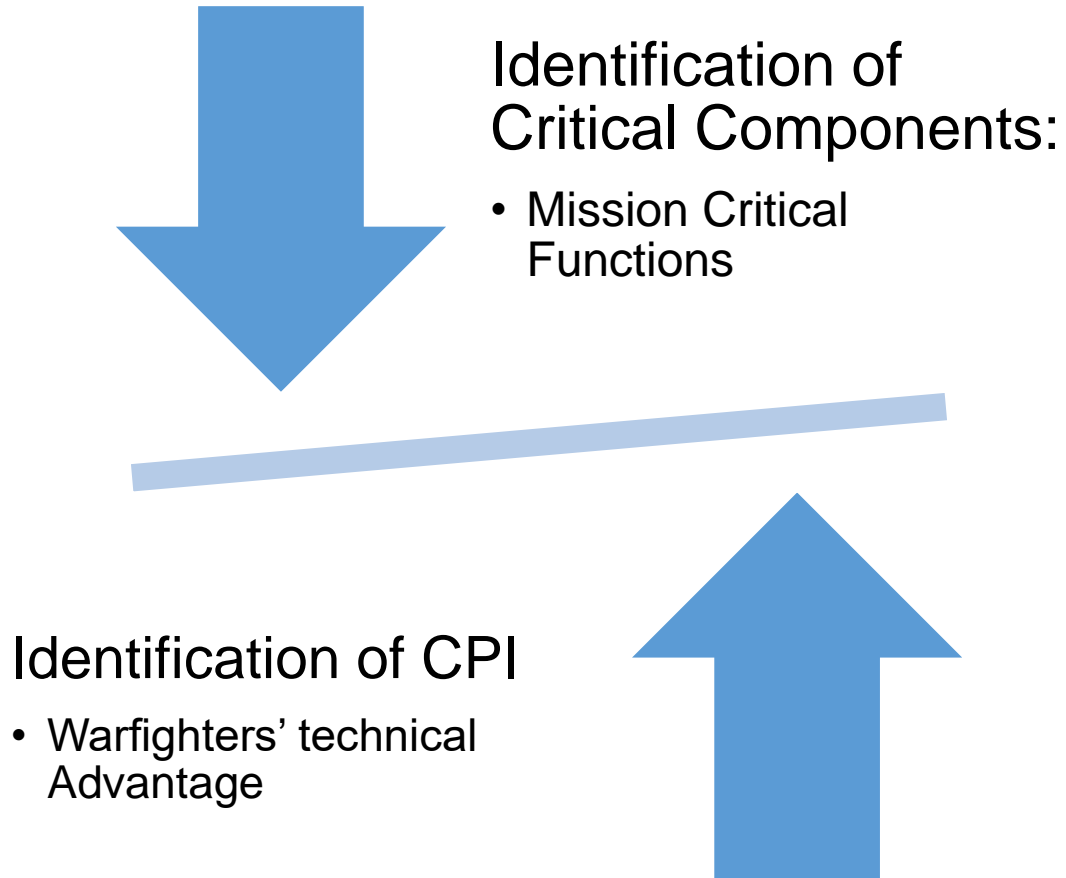 Identification of
Critical Components:
• Mission Critical
Functions
Identification of CPI
• Warfighters’ technical
Advantage